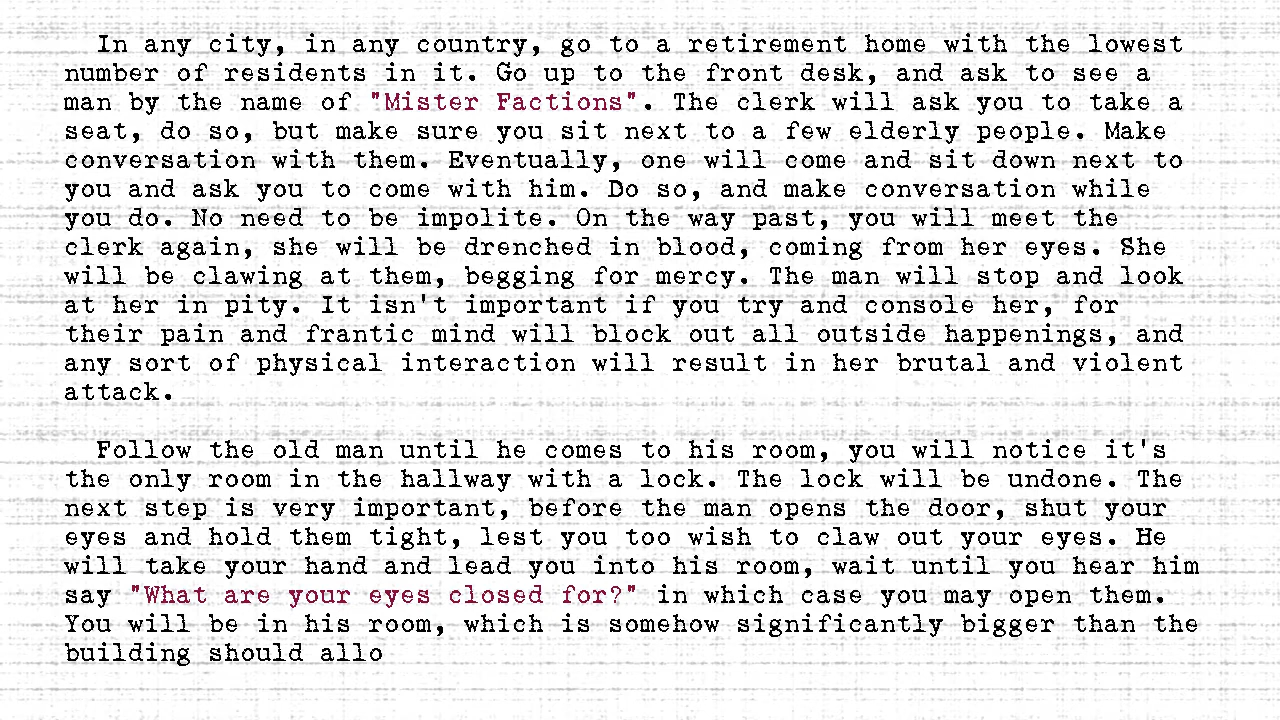 In any city, in any country, go to a retirement home with the lowest
number of residents in it. Go up to the front desk, and ask to see a
man by the name of "Mister Factions". The clerk will ask you to take a
seat, do so, but make sure you sit next to a few elderly people. Make
conversation with them. Eventually, one will come and sit down next to
you and ask you to come with him. Do so, and make conversation while
you do. No need to be impolite. On the way past, you will meet the
clerk again, she will be drenched in blood, coming from her eyes. She
will be clawing at them, begging for mercy. The man will stop and look
at her in pity. It isn't important if you try and console her, for
their pain and frantic mind will block out all outside happenings, and
any sort of physical interaction will result in her brutal and violent
attack.
Follow the old man until he comes to his room, you will notice it's
the only room in the hallway with a lock. The lock will be undone. The
next step is very important, before the man opens the door, shut your
eyes and hold them tight, lest you too wish to claw out your eyes. He
will take your hand and lead you into his room, wait until you hear him
say "What are your eyes closed for?" in which case you may open them.
You will be in his room, which is somehow significantly bigger than the
building should allo